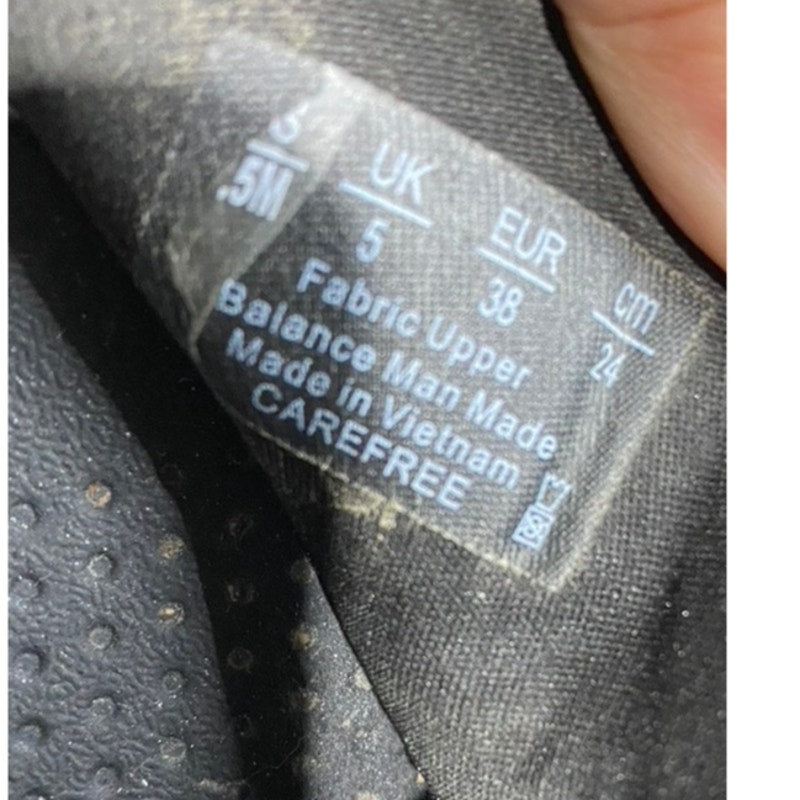 S UK EUR cm
.5M 5 38 24
Fabric Upper
Balance Man Made
Made in Vietnam
CAREFREE